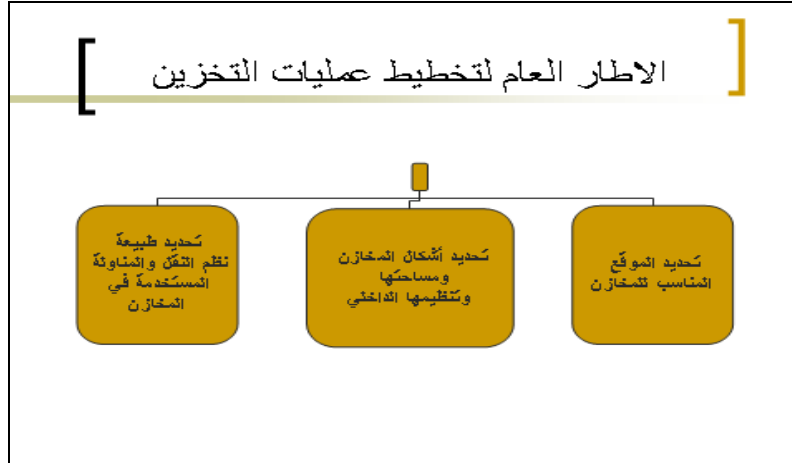 الاطار العام لتخطيط عمليات التخزين
تحديد الموقع
المناسب للمخازن
تحديد أشكال المخازن
ومساحتها
وتنظيمها الداخلي
تحديد طبيعة
نظم النقل والمناولة
المستخدمة في
المخازن